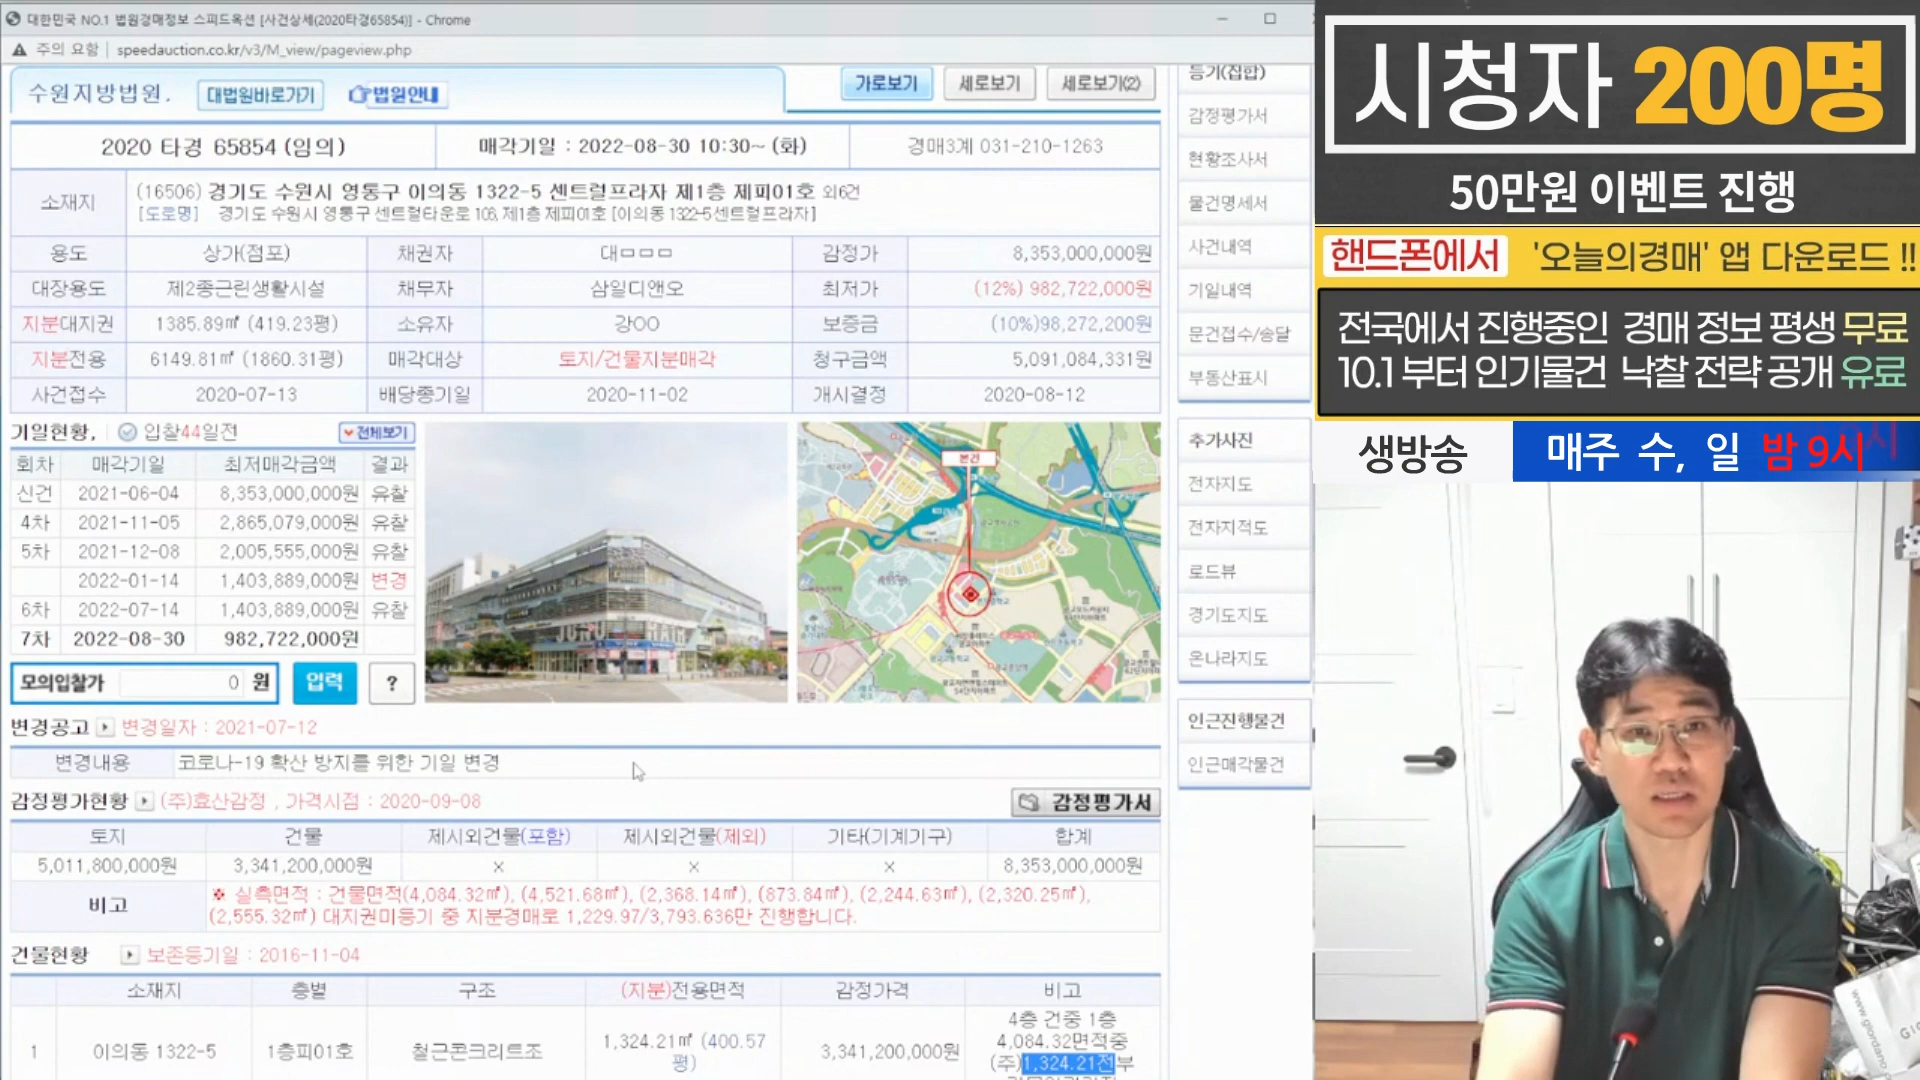 대한민국 NO.1 법원경매정보 스피드옥션 [사건상세(2020타경65854)] - Chrome
주의 요함 | speedauction.co.kr/v3/M_view/pageview.php
수원지방법원. 대법원바로가기 법원안내 가로보기 세로보기 세로보기(2)
2020 타경 65854 (임의) 매각기일 : 2022-08-30 10:30~ (화) 경매3계 031-210-1263
소재지 (16506) 경기도 수원시 영통구 이의동 1322-5 센트럴프라자 제1층 제피01호 외6건
[도로명] 경기도 수원시 영통구 센트럴타운로 106, 제1층 제피01호 [이의동 1322-5 센트럴프라자]
용도 상가(점포) 채권자 대ㅁㅁㅁ 감정가 8,353,000,000원
대장용도 제2종근린생활시설 채무자 삼일디앤오 최저가 (12%) 982,722,000원
지분대지권 1385.89㎡ (419.23평) 소유자 강OO 보증금 (10%)98,272,200원
지분전용 6149.81㎡ (1860.31평) 매각대상 토지/건물지분매각 청구금액 5,091,084,331원
사건접수 2020-07-13 배당종기일 2020-11-02 개시결정 2020-08-12
기일현황. 입찰44일전 전체보기
회차 매각기일 최저매각금액 결과
신건 2021-06-04 8,353,000,000원 유찰
4차 2021-11-05 2,865,079,000원 유찰
5차 2021-12-08 2,005,555,000원 유찰
2022-01-14 1,403,889,000원 변경
6차 2022-07-14 1,403,889,000원 유찰
7차 2022-08-30 982,722,000원
모의입찰가 0 원 입력 ?
본건
변경공고 변경일자 : 2021-07-12
변경내용 코로나-19 확산 방지를 위한 기일 변경
감정평가현황 (주)효산감정 , 가격시점 : 2020-09-08 감정평가서
토지 건물 제시외건물(포함) 제시외건물(제외) 기타(기계기구) 합계
5,011,800,000원 3,341,200,000원 × × × 8,353,000,000원
비고 ※ 실측면적 : 건물면적(4,084.32㎡), (4,521.68㎡), (2,368.14㎡), (873.84㎡), (2,244.63㎡), (2,320.25㎡),
(2,555.32㎡) 대지권미등기 중 지분경매로 1,229.97/3,793.636만 진행합니다.
건물현황 보존등기일 : 2016-11-04
소재지 층별 구조 (지분)전용면적 감정가격 비고
1 이의동 1322-5 1층피01호 철근콘크리트조 1,324.21㎡ (400.57평) 3,341,200,000원
4층 건중 1층
4,084.32면적중
(주)1,324.21전부
등기(집합)
감정평가서
현황조사서
물건명세서
사건내역
기일내역
문건접수/송달
부동산표시
추가사진
전자지도
전자지적도
로드뷰
경기도지도
온나라지도
인근진행물건
인근매각물건
시청자 200명
50만원 이벤트 진행
핸드폰에서 '오늘의경매' 앱 다운로드 !!
전국에서 진행중인 경매 정보 평생 무료
10.1 부터 인기물건 낙찰 전략 공개 유료
생방송 매주 수, 일 밤 9시
www.giordano